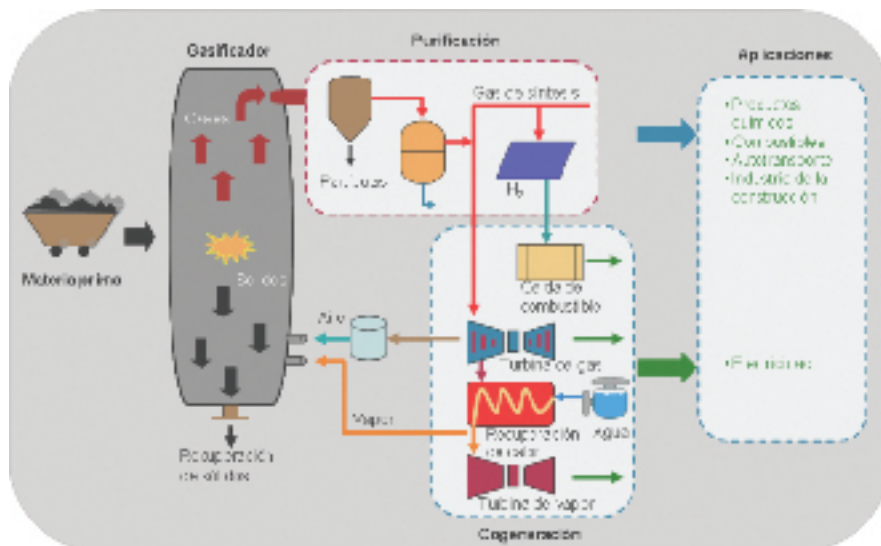 Purificación
Gasificador
Aplicaciones
Gases
Gas de síntesis
• Productos
químicos
• Combustibles
• Autotransporte
• Industria de la
construcción
Partículas
H₂
Materia prima
Sólidos
Celda de
combustible
Aire
Turbina de gas
• Electricidad
Vapor
Recuperación
de calor
Agua
Recuperación
de sólidos
Turbina de vapor
Cogeneración